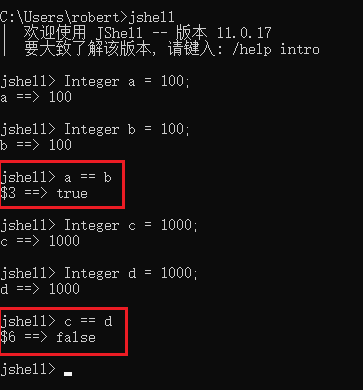 C:\Users\robert>jshell
| 欢迎使用 JShell -- 版本 11.0.17
| 要大致了解该版本, 请键入: /help intro
jshell> Integer a = 100;
a ==> 100
jshell> Integer b = 100;
b ==> 100
jshell> a == b
$3 ==> true
jshell> Integer c = 1000;
c ==> 1000
jshell> Integer d = 1000;
d ==> 1000
jshell> c == d
$6 ==> false
jshell>